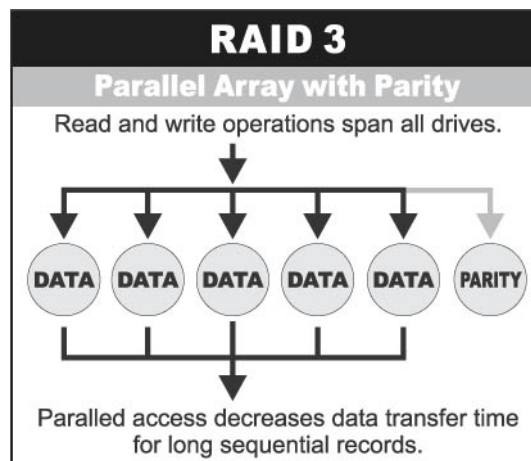 RAID 3
Parallel Array with Parity
Read and write operations span all drives.
DATA DATA DATA DATA DATA PARITY
Paralled access decreases data transfer time
for long sequential records.